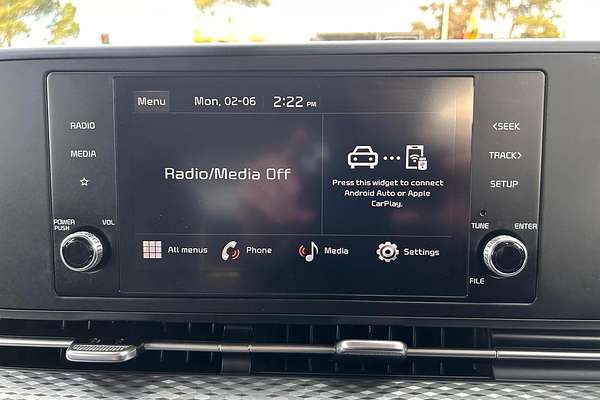 Menu Mon, 02-06 2:22 PM
RADIO
MEDIA
☆
POWER
PUSH
VOL
Radio/Media Off
Press this widget to connect
Android Auto or Apple
CarPlay.
All menus Phone Media Settings
<SEEK
TRACK>
SETUP
TUNE
ENTER
FILE